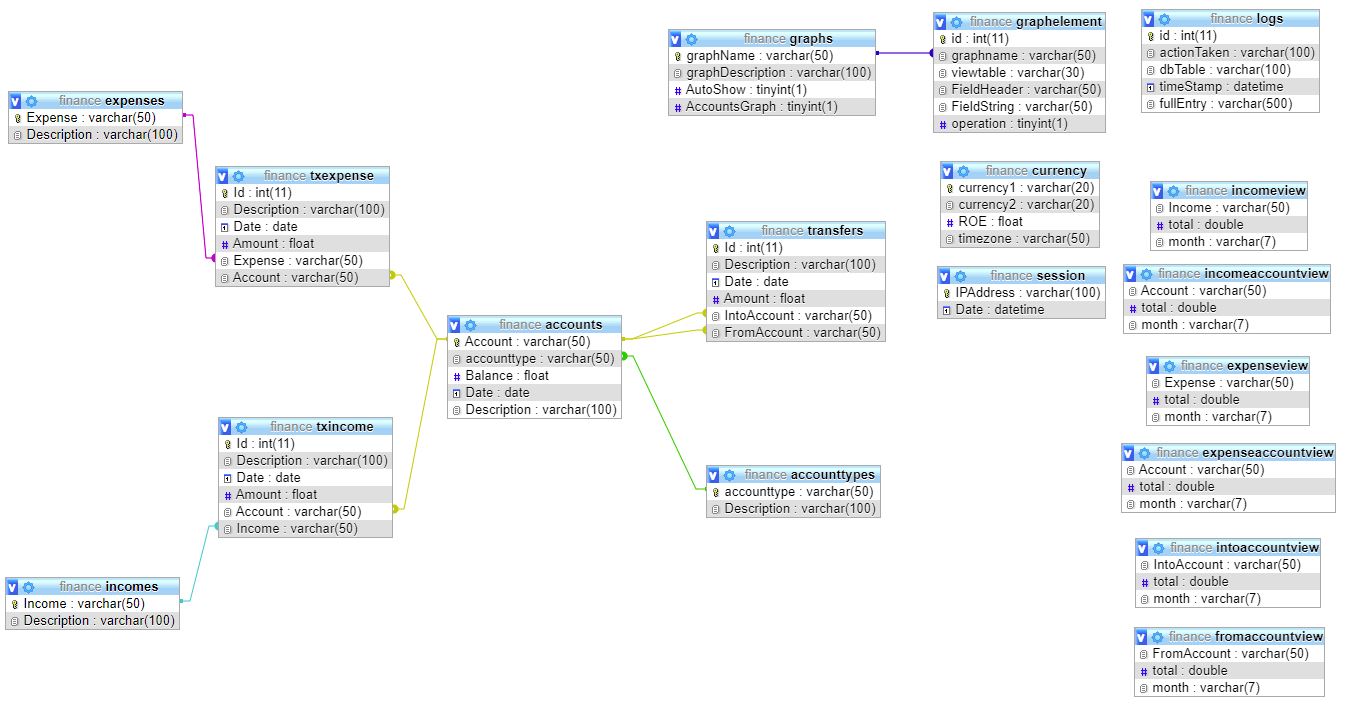 finance expenses
Expense : varchar(50)
Description : varchar(100)
finance txexpense
Id : int(11)
Description : varchar(100)
Date : date
Amount : float
Expense : varchar(50)
Account : varchar(50)
finance txincome
Id : int(11)
Description : varchar(100)
Date : date
Amount : float
Account : varchar(50)
Income : varchar(50)
finance incomes
Income : varchar(50)
Description : varchar(100)
finance accounts
Account : varchar(50)
accounttype : varchar(50)
Balance : float
Date : date
Description : varchar(100)
finance graphs
graphName : varchar(50)
graphDescription : varchar(100)
AutoShow : tinyint(1)
AccountsGraph : tinyint(1)
finance transfers
Id : int(11)
Description : varchar(100)
Date : date
Amount : float
IntoAccount : varchar(50)
FromAccount : varchar(50)
finance accounttypes
accounttype : varchar(50)
Description : varchar(100)
finance graphelement
id : int(11)
graphname : varchar(50)
viewtable : varchar(30)
FieldHeader : varchar(50)
FieldString : varchar(50)
operation : tinyint(1)
finance currency
currency1 : varchar(20)
currency2 : varchar(20)
ROE : float
timezone : varchar(50)
finance session
IPAddress : varchar(100)
Date : datetime
finance logs
id : int(11)
actionTaken : varchar(100)
dbTable : varchar(100)
timeStamp : datetime
fullEntry : varchar(500)
finance incomeview
Income : varchar(50)
total : double
month : varchar(7)
finance incomeaccountview
Account : varchar(50)
total : double
month : varchar(7)
finance expenseview
Expense : varchar(50)
total : double
month : varchar(7)
finance expenseaccountview
Account : varchar(50)
total : double
month : varchar(7)
finance intoaccountview
IntoAccount : varchar(50)
total : double
month : varchar(7)
finance fromaccountview
FromAccount : varchar(50)
total : double
month : varchar(7)